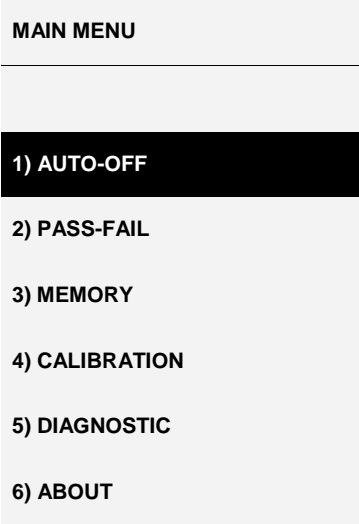 MAIN MENU
1) AUTO-OFF
2) PASS-FAIL
3) MEMORY
4) CALIBRATION
5) DIAGNOSTIC
6) ABOUT